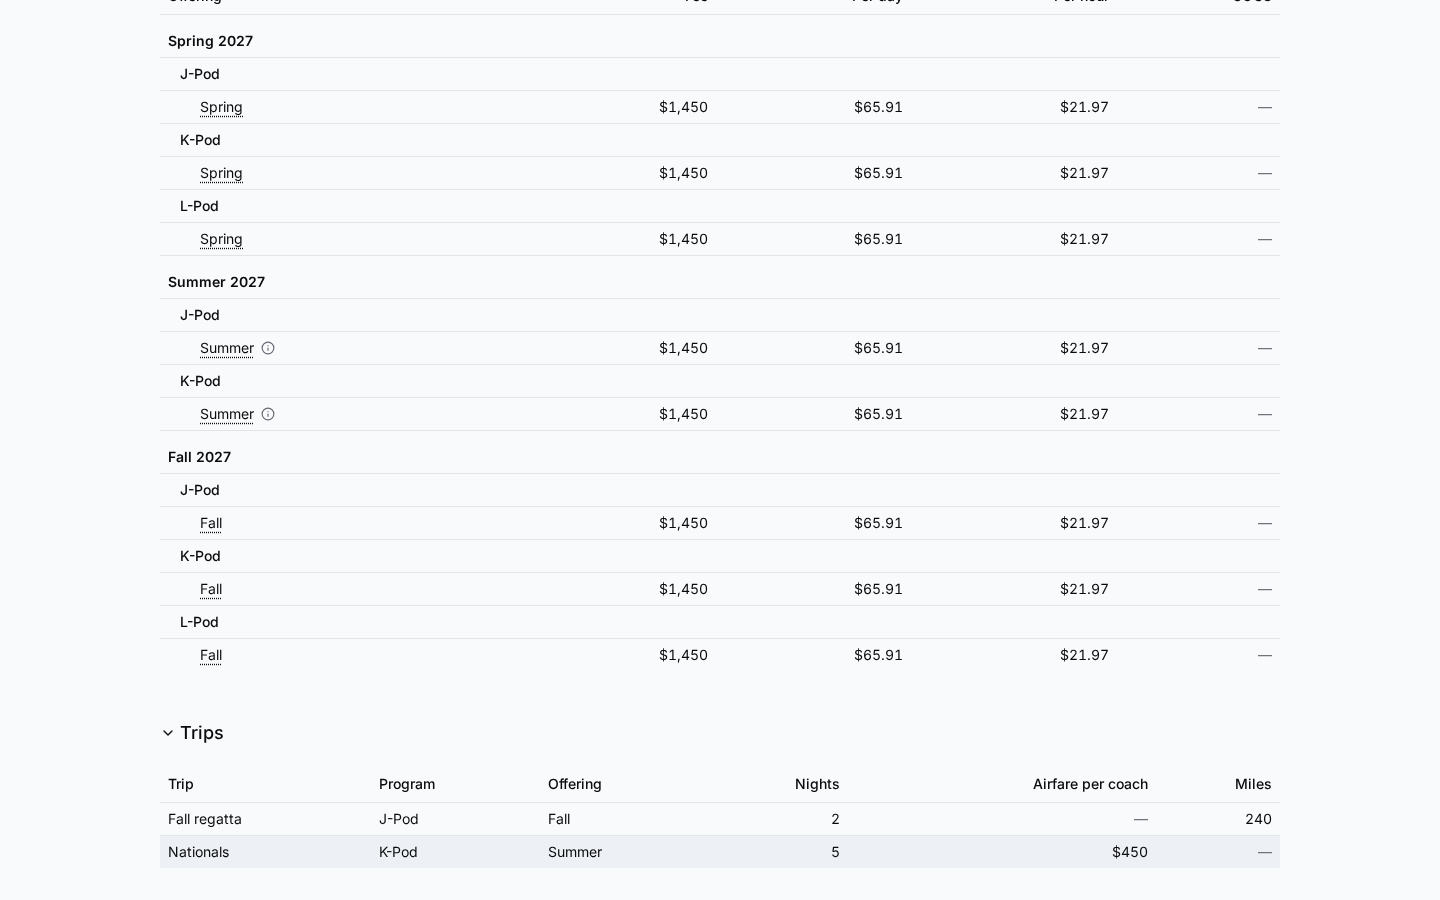 Spring 2027
J-Pod
Spring $1,450 $65.91 $21.97 —
K-Pod
Spring $1,450 $65.91 $21.97 —
L-Pod
Spring $1,450 $65.91 $21.97 —
Summer 2027
J-Pod
Summer $1,450 $65.91 $21.97 —
K-Pod
Summer $1,450 $65.91 $21.97 —
Fall 2027
J-Pod
Fall $1,450 $65.91 $21.97 —
K-Pod
Fall $1,450 $65.91 $21.97 —
L-Pod
Fall $1,450 $65.91 $21.97 —
Trips
Trip Program Offering Nights Airfare per coach Miles
Fall regatta J-Pod Fall 2 — 240
Nationals K-Pod Summer 5 $450 —